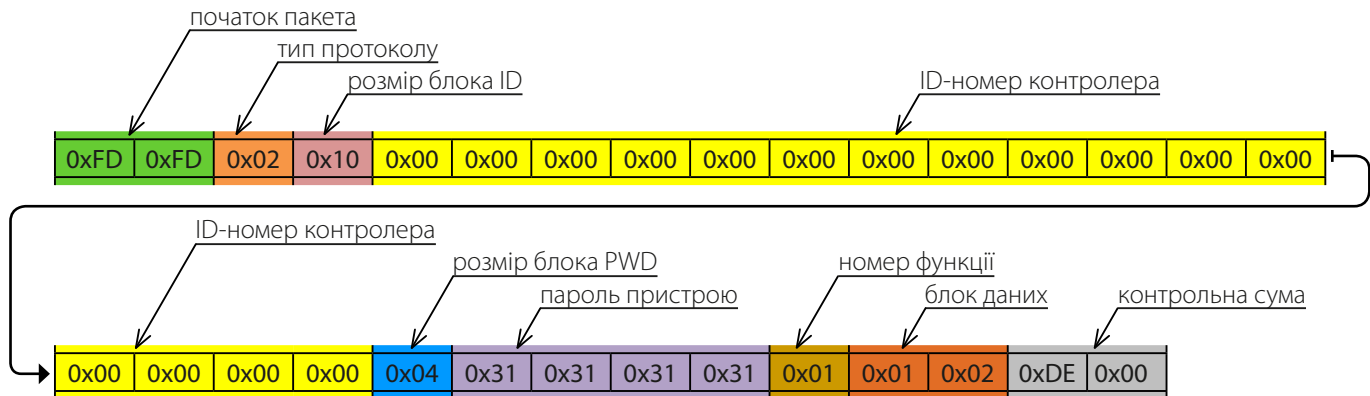 початок пакета
тип протоколу
розмір блока ID
ID-номер контролера
0xFD 0xFD 0x02 0x10 0x00 0x00 0x00 0x00 0x00 0x00 0x00 0x00 0x00 0x00 0x00 0x00
ID-номер контролера
розмір блока PWD
номер функції
пароль пристрою
блок даних
контрольна сума
0x00 0x00 0x00 0x00 0x04 0x31 0x31 0x31 0x31 0x01 0x01 0x02 0xDE 0x00